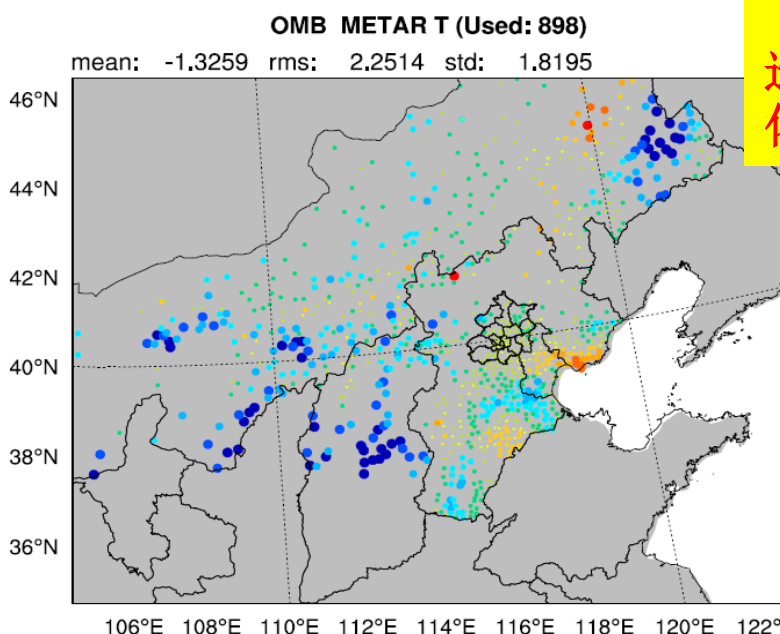 OMB METAR T (Used: 898)
mean: -1.3259 rms: 2.2514 std: 1.8195
46°N
44°N
42°N
40°N
38°N
36°N
106°E 108°E 110°E 112°E 114°E 116°E 118°E 120°E